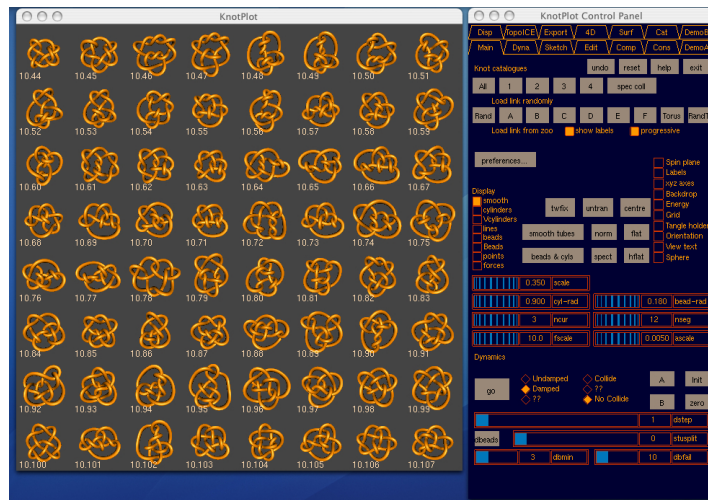 KnotPlot
10.44 10.45 10.46 10.47 10.48 10.49 10.50 10.51
10.52 10.53 10.54 10.55 10.56 10.57 10.58 10.59
10.60 10.61 10.62 10.63 10.64 10.65 10.66 10.67
10.68 10.69 10.70 10.71 10.72 10.73 10.74 10.75
10.76 10.77 10.78 10.79 10.80 10.81 10.82 10.83
10.84 10.85 10.86 10.87 10.88 10.89 10.90 10.91
10.92 10.93 10.94 10.95 10.96 10.97 10.98 10.99
10.100 10.101 10.102 10.103 10.104 10.105 10.106 10.107
KnotPlot Control Panel
Disp TopoICE Export 4D Surf Cat DemoB
Main Dyna Sketch Edit Comp Cons DemoA
Knot catalogues undo reset help exit
All 1 2 3 4 spec coll
Load link randomly
Rand A B C D E F Torus RandT
Load link from zoo show labels progressive
preferences...
Spin plane
Labels
xyz axes
Backdrop
Energy
Grid
Tangle holder
Orientation
View text
Sphere
Display
smooth
cylinders
Vcylinders
lines
beads
Beads
points
forces
twfix untran centre
smooth tubes norm flat
beads & cyls spect hflat
0.350 scale
0.900 cyl-rad 0.180 bead-rad
3 ncur 12 nseg
10.0 fscale 0.0050 ascale
Dynamics
go
Undamped Collide A Init
Damped ??
?? No Collide B zero
1 dstep
dbeads 0 stusplit
3 dbmin 10 dbfail